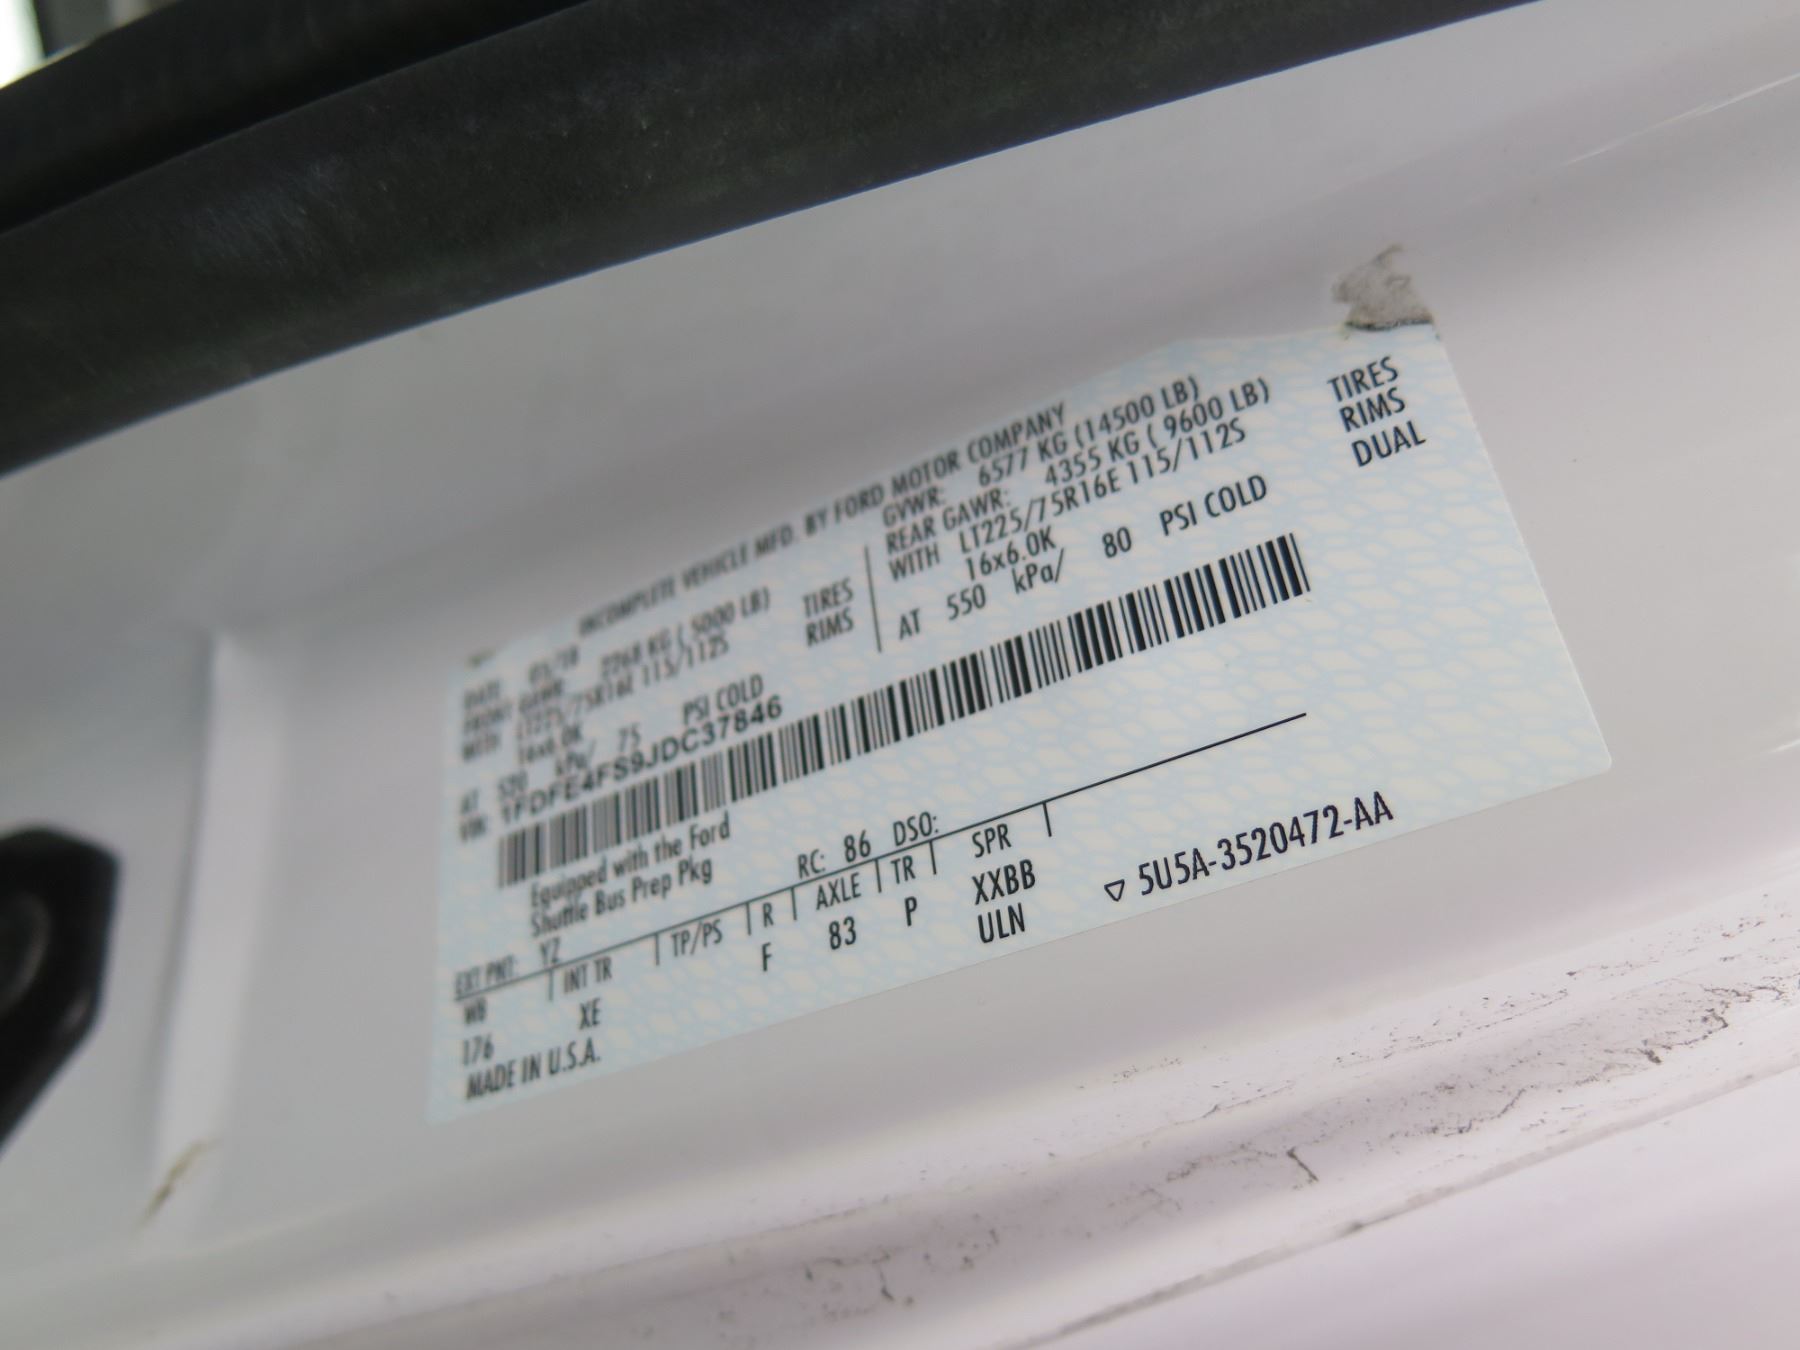 INCOMPLETE VEHICLE MFD. BY FORD MOTOR COMPANY
DATE: 05/18 GVWR: 6577 KG (14500 LB)
FRONT GAWR: 2268 KG ( 5000 LB) REAR GAWR: 4355 KG ( 9600 LB)
WITH LT225/75R16E 115/112S TIRES WITH LT225/75R16E 115/112S TIRES
16x6.0K RIMS 16x6.0K RIMS
AT 520 kPa/ 75 PSI COLD AT 550 kPa/ 80 PSI COLD DUAL
VIN: 1FDFE4FS9JDC37846
Equipped with the Ford
Shuttle Bus Prep Pkg
EXT PNT: YZ RC: 86 DSO:
WB INT TR TP/PS R AXLE TR SPR
176 XE F 83 P XXBB
MADE IN U.S.A. ULN
▽ 5U5A-3520472-AA